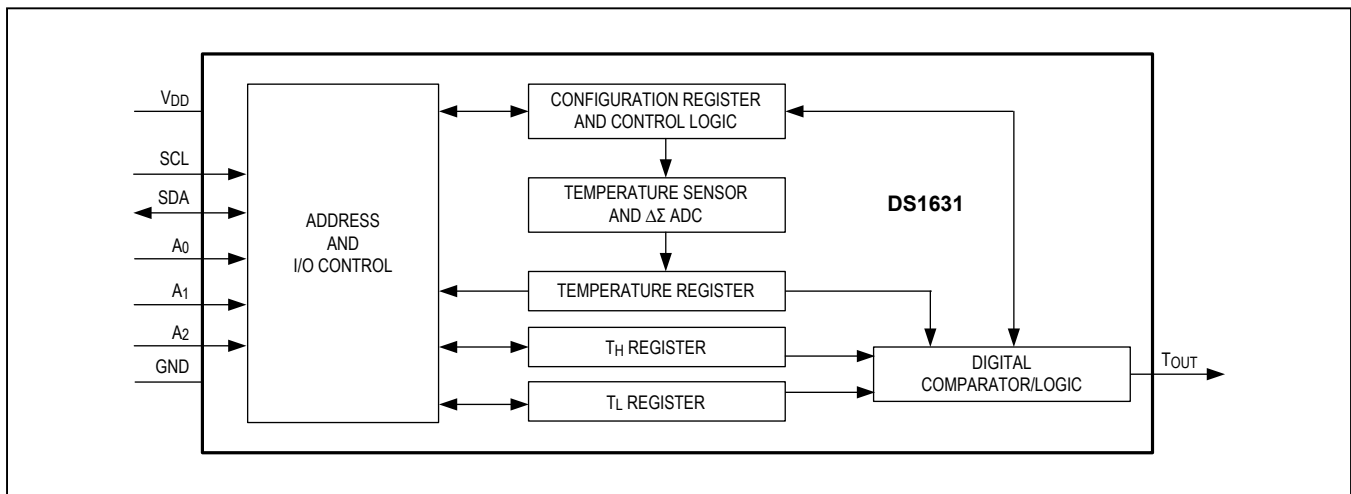 VDD
SCL
SDA
A0
A1
A2
GND
ADDRESS
AND
I/O CONTROL
CONFIGURATION REGISTER
AND CONTROL LOGIC
TEMPERATURE SENSOR
AND ΔΣ ADC
TEMPERATURE REGISTER
TH REGISTER
TL REGISTER
DS1631
DIGITAL
COMPARATOR/LOGIC
TOUT